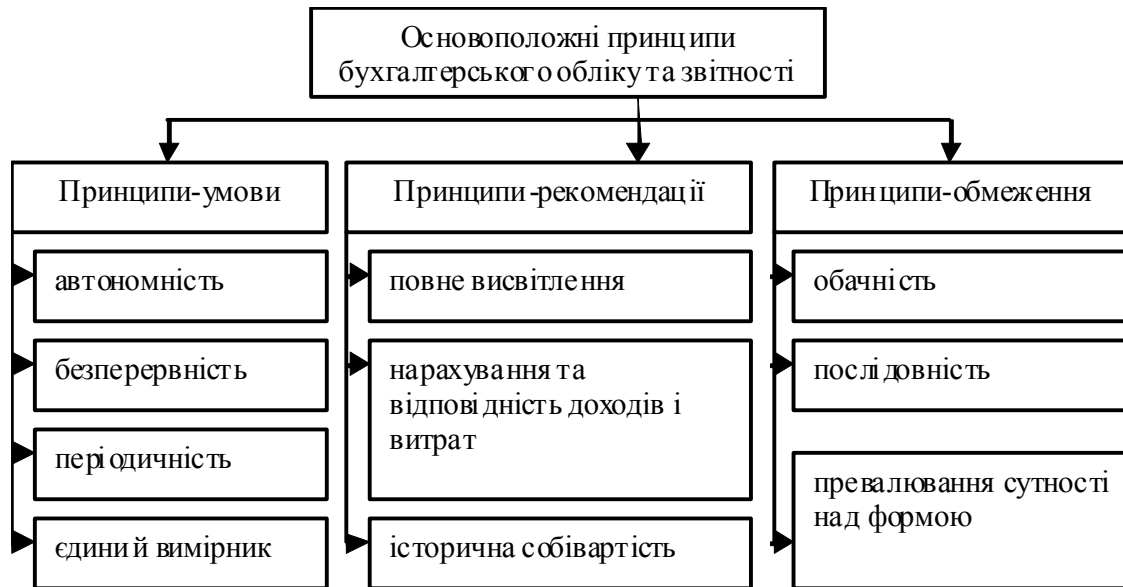 Основоположні принципи
бухгалтерського обліку та звітності
Принципи-умови
автономність
безперервність
періодичність
єдиний вимірник
Принципи-рекомендації
повне висвітлення
нарахування та
відповідність доходів і
витрат
історична собівартість
Принципи-обмеження
обачність
послідовність
превалювання сутності
над формою